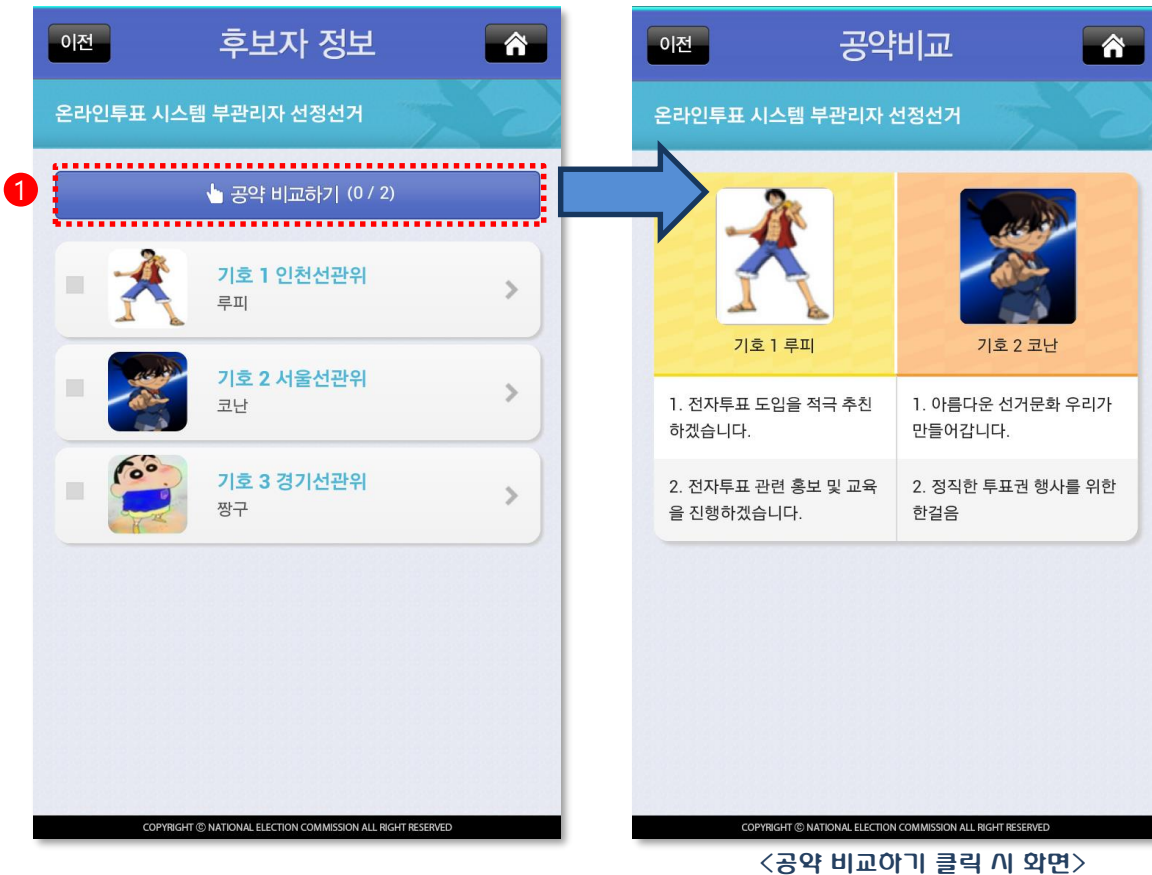 이전
후보자 정보
온라인투표 시스템 부관리자 선정선거
1
공약 비교하기 (0 / 2)
기호 1 인천선관위
루피
기호 2 서울선관위
코난
기호 3 경기선관위
짱구
COPYRIGHT © NATIONAL ELECTION COMMISSION ALL RIGHT RESERVED
이전
공약비교
온라인투표 시스템 부관리자 선정선거
기호 1 루피
기호 2 코난
1. 전자투표 도입을 적극 추친
하겠습니다.
1. 아름다운 선거문화 우리가
만들어갑니다.
2. 전자투표 관련 홍보 및 교육
을 진행하겠습니다.
2. 정직한 투표권 행사를 위한
한걸음
COPYRIGHT © NATIONAL ELECTION COMMISSION ALL RIGHT RESERVED
<공약 비교하기 클릭 시 화면>